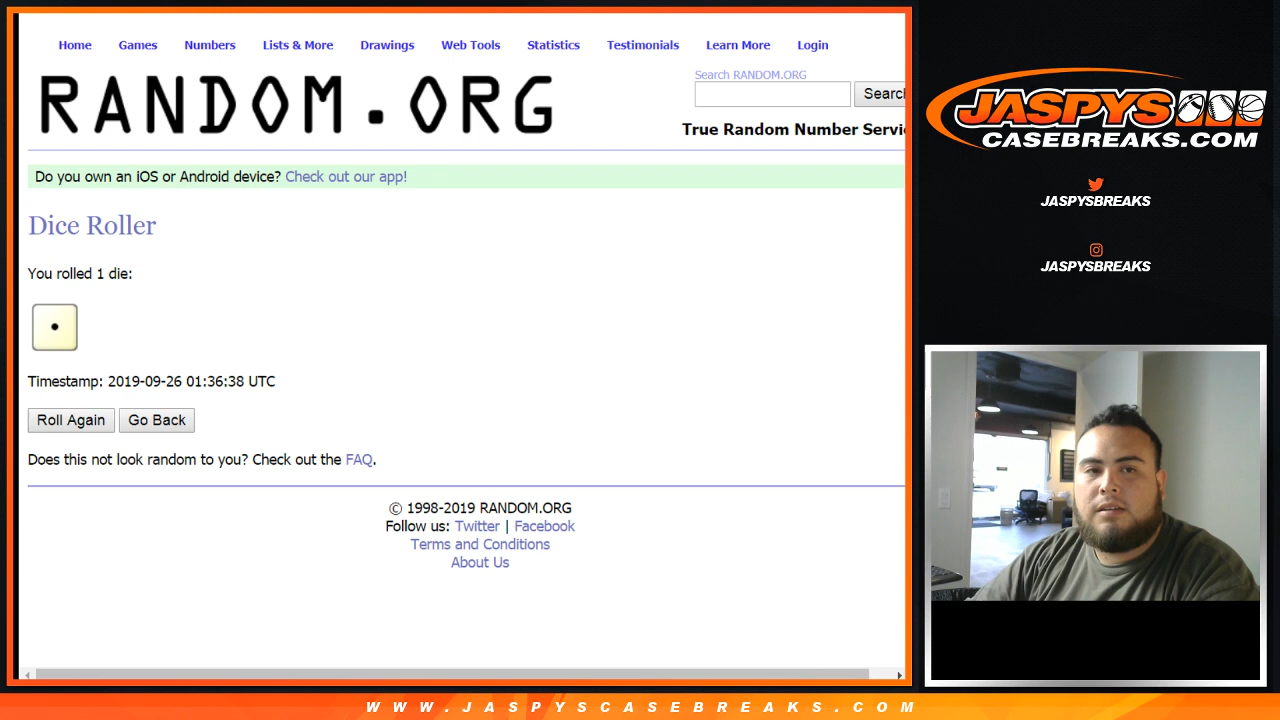 Home Games Numbers Lists & More Drawings Web Tools Statistics Testimonials Learn More Login
RANDOM.ORG
Search RANDOM.ORG
Search
True Random Number Servi
Do you own an iOS or Android device? Check out our app!
Dice Roller
You rolled 1 die:
Timestamp: 2019-09-26 01:36:38 UTC
Roll Again Go Back
Does this not look random to you? Check out the FAQ.
© 1998-2019 RANDOM.ORG
Follow us: Twitter | Facebook
Terms and Conditions
About Us
JASPYS
CASEBREAKS.COM
JASPYSBREAKS
JASPYSBREAKS
WWW.JASPYSCASEBREAKS.COM